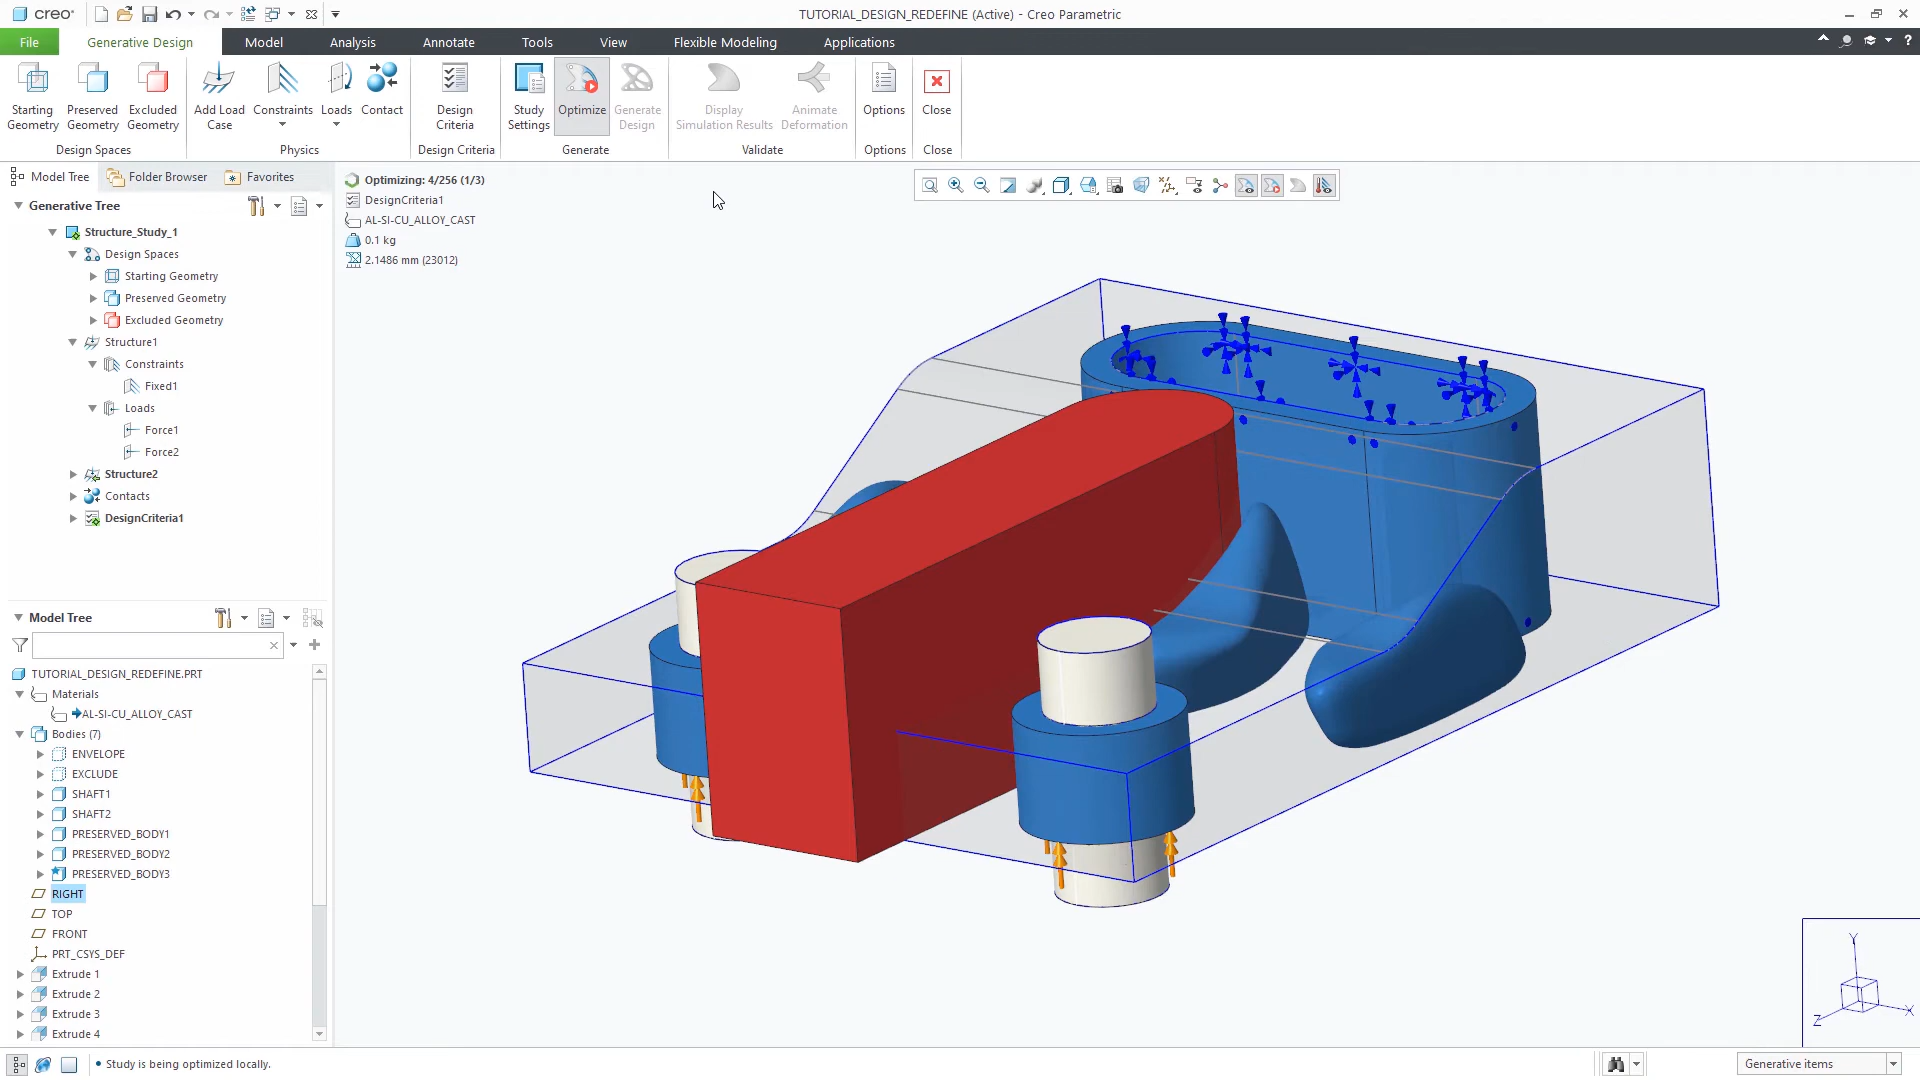 creo
TUTORIAL_DESIGN_REDEFINE (Active) - Creo Parametric
File
Generative Design
Model
Analysis
Annotate
Tools
View
Flexible Modeling
Applications
?
Starting Geometry
Preserved Geometry
Excluded Geometry
Add Load Case
Constraints
Loads
Contact
Design Criteria
Study Settings
Optimize
Generate Design
Display Simulation Results
Animate Deformation
Options
Close
Design Spaces
Physics
Design Criteria
Generate
Validate
Options
Close
Model Tree
Folder Browser
Favorites
Generative Tree
Structure_Study_1
Design Spaces
Starting Geometry
Preserved Geometry
Excluded Geometry
Structure1
Constraints
Fixed1
Loads
Force1
Force2
Structure2
Contacts
DesignCriteria1
Optimizing: 4/256 (1/3)
DesignCriteria1
AL-SI-CU_ALLOY_CAST
0.1 kg
2.1486 mm (23012)
Model Tree
TUTORIAL_DESIGN_REDEFINE.PRT
Materials
AL-SI-CU_ALLOY_CAST
Bodies (7)
ENVELOPE
EXCLUDE
SHAFT1
SHAFT2
PRESERVED_BODY1
PRESERVED_BODY2
PRESERVED_BODY3
RIGHT
TOP
FRONT
PRT_CSYS_DEF
Extrude 1
Extrude 2
Extrude 3
Extrude 4
Y
X
Z
• Study is being optimized locally.
Generative items